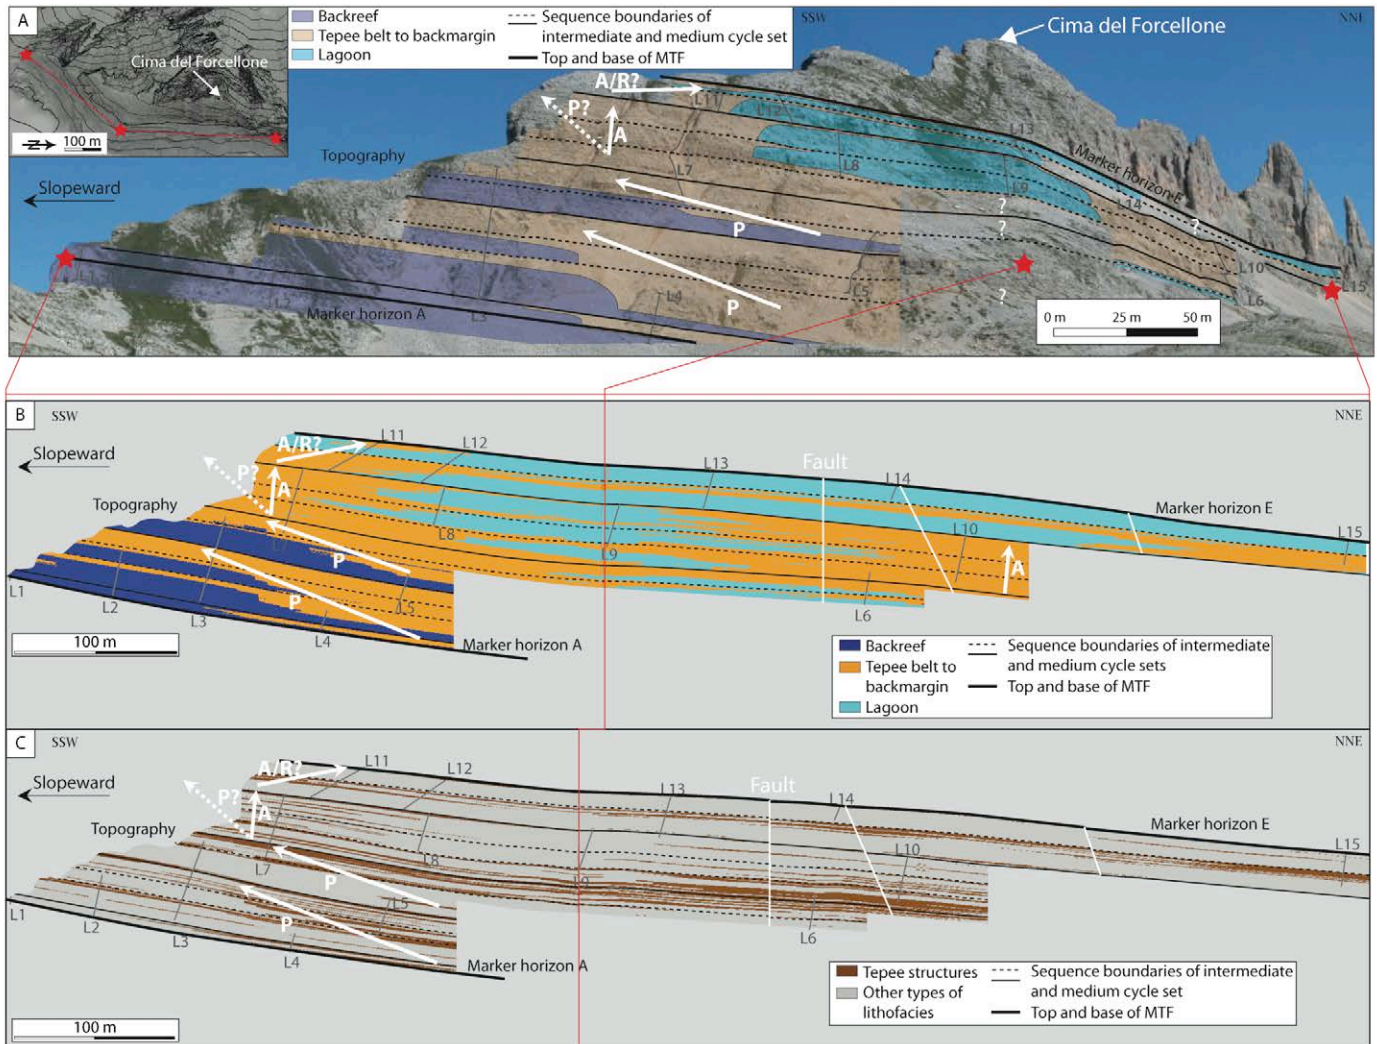 A
Cima del Forcellone
N
100 m
Backreef
Tepee belt to backmargin
Lagoon
Sequence boundaries of
intermediate and medium cycle set
Top and base of MTF
SSW
NNE
Cima del Forcellone
A/R?
P?
A
L11
L12
L13
Topography
Marker horizon E
L7
L8
L9
L14
Slopeward
?
?
?
P
L10
L1
L2
L3
L4
L5
L6
L15
P
?
Marker horizon A
0 m
25 m
50 m
B
SSW
NNE
Slopeward
A/R?
L11
L12
P?
A
L13
Fault
L14
Topography
Marker horizon E
L7
L8
L9
L10
L15
P
A
L1
L2
L3
P
L5
L4
L6
100 m
Marker horizon A
Backreef
Tepee belt to
backmargin
Lagoon
Sequence boundaries of intermediate
and medium cycle sets
Top and base of MTF
C
SSW
NNE
Slopeward
A/R?
L11
L12
P?
A
L13
Fault
L14
Topography
Marker horizon E
L7
L8
L9
L10
L15
P
L1
L2
L3
P
L5
L4
L6
Marker horizon A
100 m
Tepee structures
Other types of
lithofacies
Sequence boundaries of intermediate
and medium cycle set
Top and base of MTF